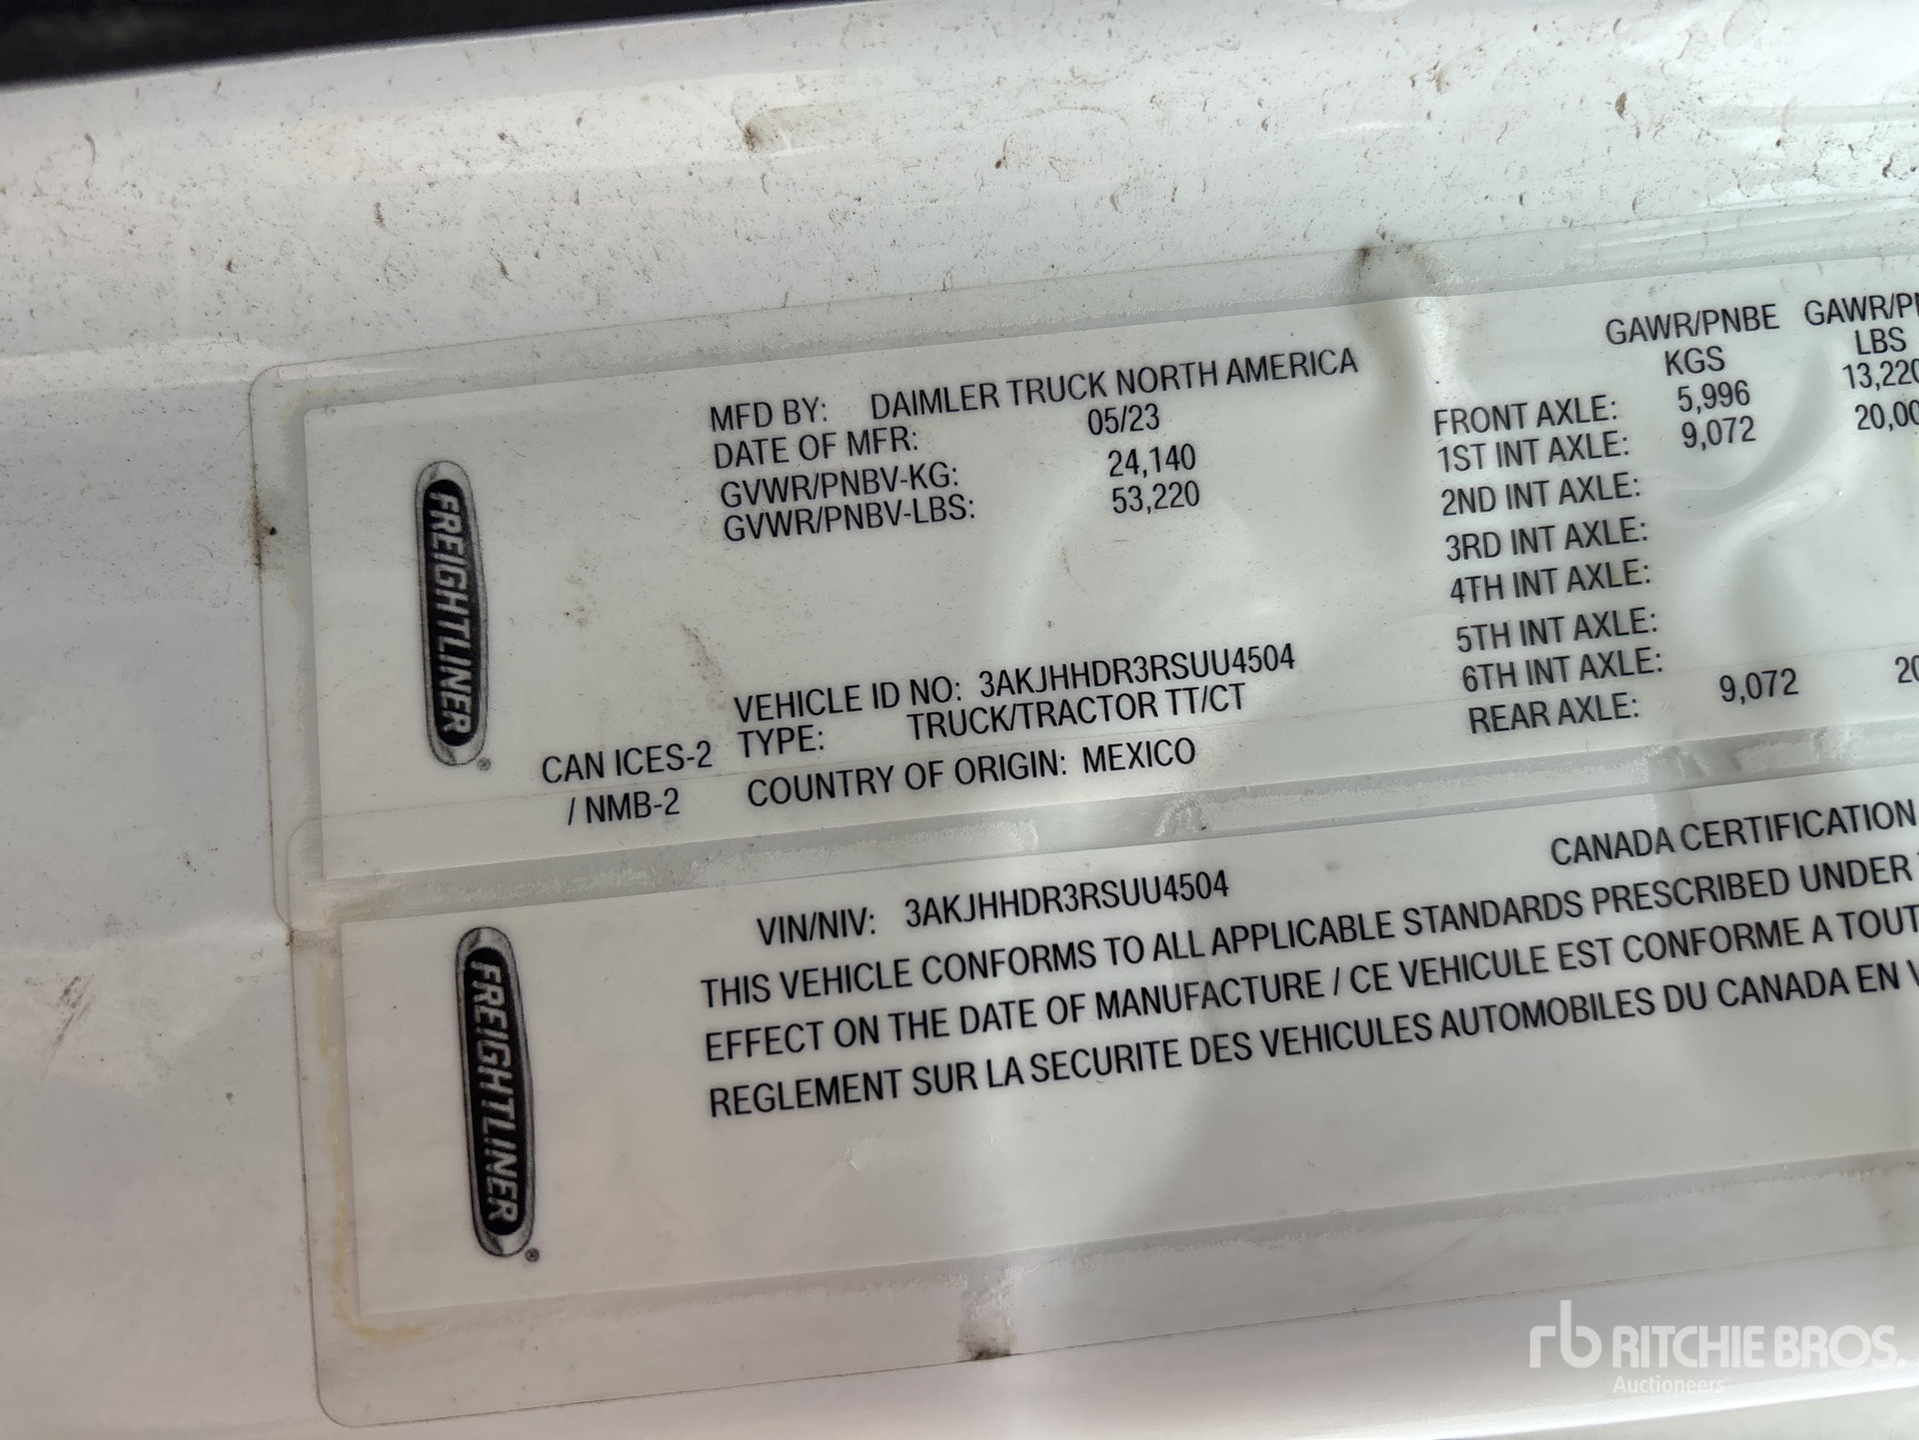 FREIGHTLINER®
MFD BY: DAIMLER TRUCK NORTH AMERICA
DATE OF MFR: 05/23
GVWR/PNBV-KG: 24,140
GVWR/PNBV-LBS: 53,220
VEHICLE ID NO: 3AKJHHDR3RSUU4504
TYPE: TRUCK/TRACTOR TT/CT
COUNTRY OF ORIGIN: MEXICO
CAN ICES-2
/ NMB-2
GAWR/PNBE
KGS LBS
FRONT AXLE: 5,996
1ST INT AXLE: 9,072
2ND INT AXLE:
3RD INT AXLE:
4TH INT AXLE:
5TH INT AXLE:
6TH INT AXLE:
REAR AXLE: 9,072
FREIGHTLINER®
CANADA CERTIFICATION
VIN/NIV: 3AKJHHDR3RSUU4504
THIS VEHICLE CONFORMS TO ALL APPLICABLE STANDARDS PRESCRIBED UNDER
EFFECT ON THE DATE OF MANUFACTURE / CE VEHICULE EST CONFORME A TOUT
REGLEMENT SUR LA SECURITE DES VEHICULES AUTOMOBILES DU CANADA EN
rb RITCHIE BROS.
Auctioneers